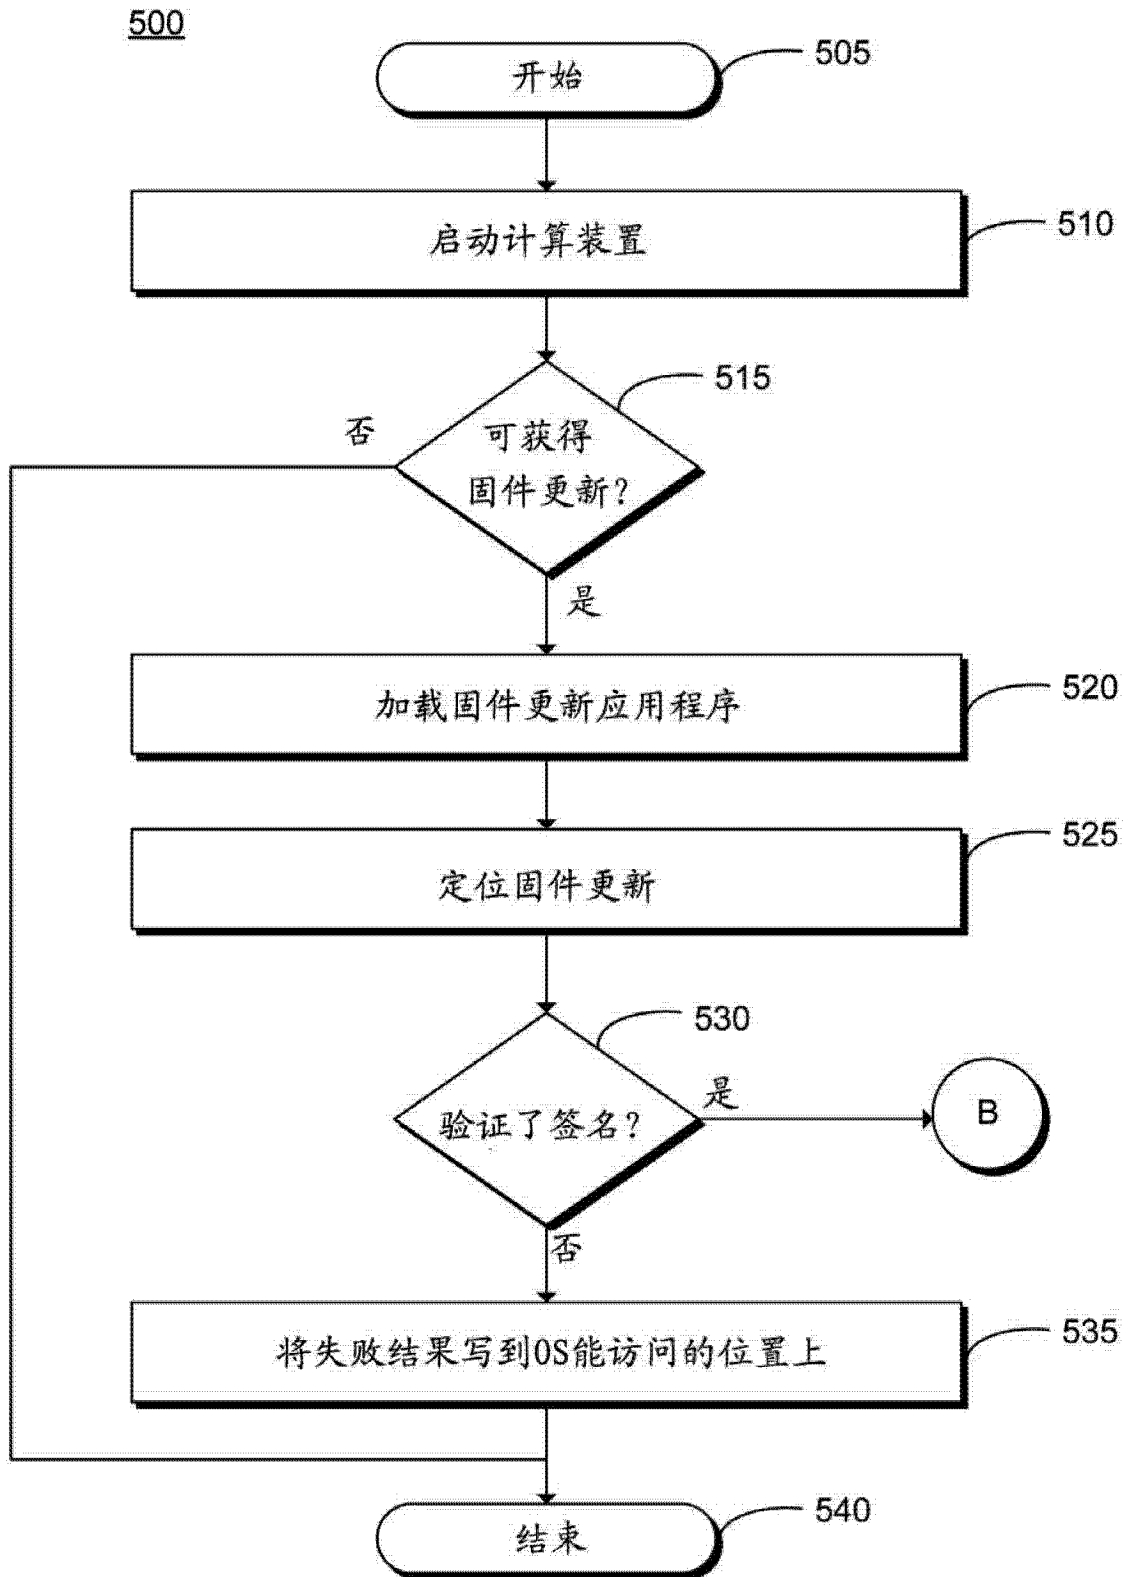 500
开始
505
启动计算装置
510
515
否
可获得
固件更新?
是
加载固件更新应用程序
520
定位固件更新
525
530
验证了签名?
是
B
否
将失败结果写到OS能访问的位置上
535
结束
540